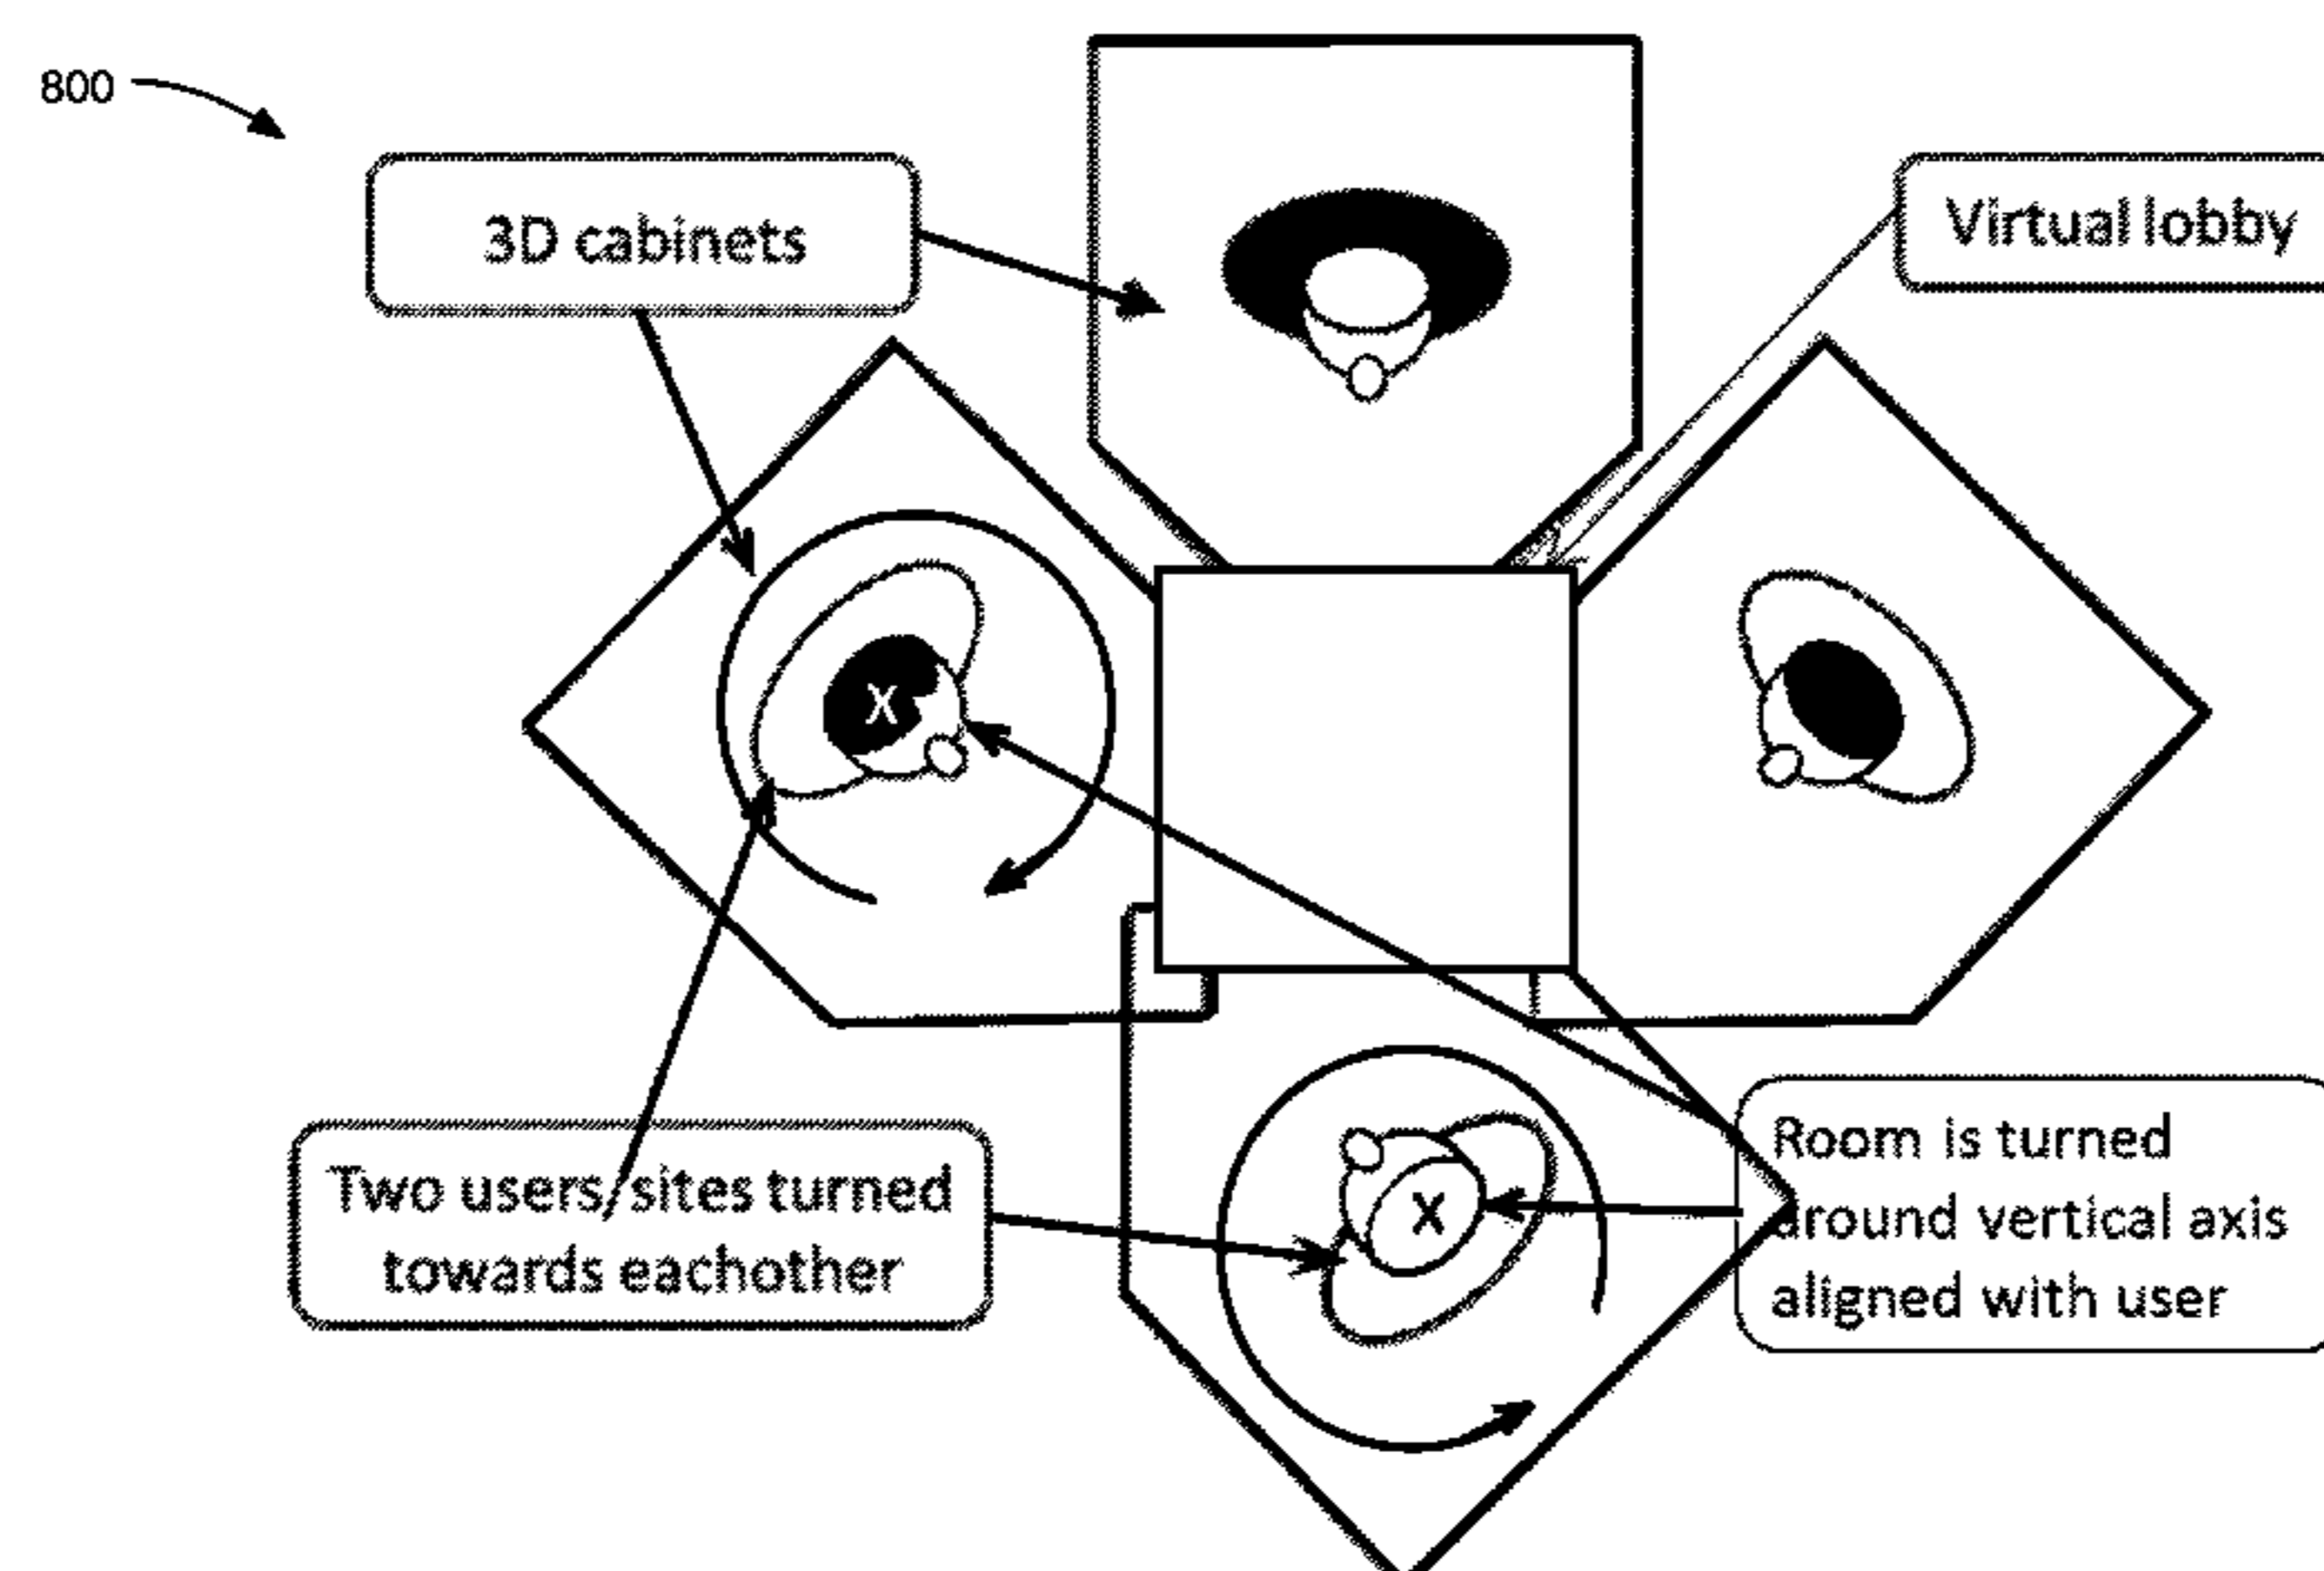 800
3D cabinets
Virtual lobby
X
Two users/sites turned
towards eachother
X
Room is turned
around vertical axis
aligned with user